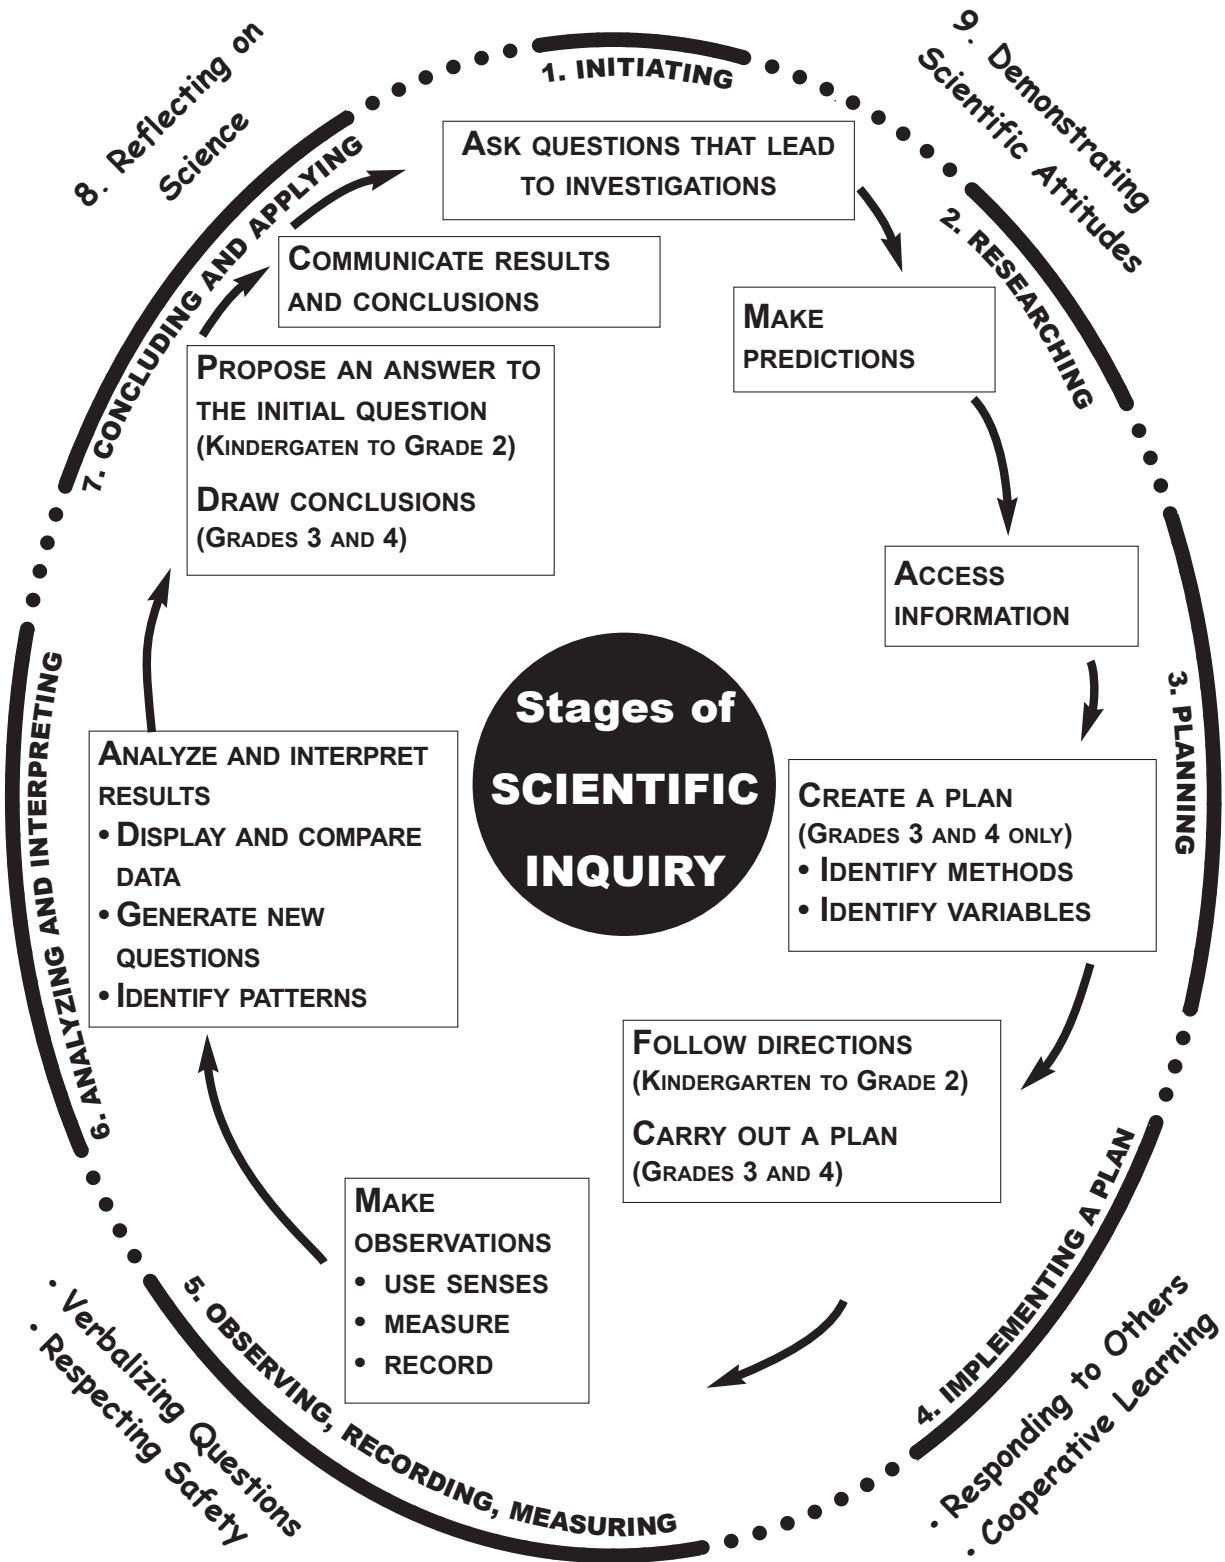 8. Reflecting on
Science
9. Demonstrating
Scientific Attitudes
1. INITIATING
ASK QUESTIONS THAT LEAD
TO INVESTIGATIONS
2. RESEARCHING
MAKE
PREDICTIONS
ACCESS
INFORMATION
3. PLANNING
CREATE A PLAN
(GRADES 3 AND 4 ONLY)
• IDENTIFY METHODS
• IDENTIFY VARIABLES
4. IMPLEMENTING A PLAN
FOLLOW DIRECTIONS
(KINDERGARTEN TO GRADE 2)
CARRY OUT A PLAN
(GRADES 3 AND 4)
5. OBSERVING, RECORDING, MEASURING
MAKE
OBSERVATIONS
• USE SENSES
• MEASURE
• RECORD
6. ANALYZING AND INTERPRETING
ANALYZE AND INTERPRET
RESULTS
• DISPLAY AND COMPARE
DATA
• GENERATE NEW
QUESTIONS
• IDENTIFY PATTERNS
7. CONCLUDING AND APPLYING
PROPOSE AN ANSWER TO
THE INITIAL QUESTION
(KINDERGATEN TO GRADE 2)
DRAW CONCLUSIONS
(GRADES 3 AND 4)
COMMUNICATE RESULTS
AND CONCLUSIONS
Stages of
SCIENTIFIC
INQUIRY
• Verbalizing Questions
• Respecting Safety
• Responding to Others
• Cooperative Learning